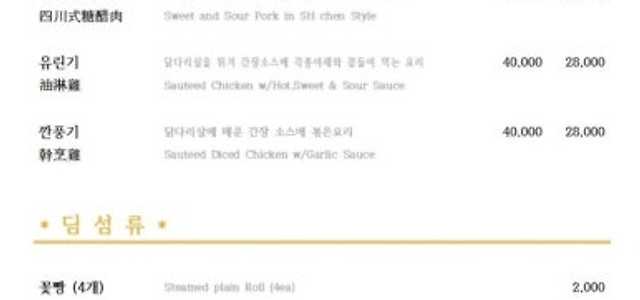 四川式糖醋肉 Sweet and Sour Pork in Sichen Style
유린기 닭다리살을 튀겨 간장소스에 각종야채와 곁들여 먹는 요리 40,000 28,000
油淋雞 Sauteed Chicken w/Hot.Sweet & Sour Sauce
깐풍기 닭다리살에 매운 간장 소스에 볶은요리 40,000 28,000
幹烹雞 Sauteed Diced Chicken w/Garlic Sauce
* 딤 섬 류 *
꽃빵 (4개) Steamed plain Roll (4ea) 2,000